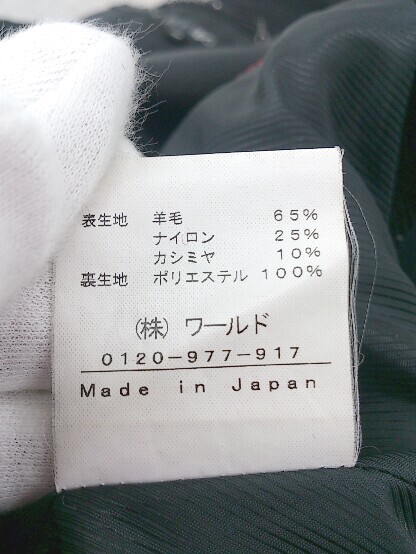 表生地 羊毛 65%
ナイロン 25%
カシミヤ 10%
裏生地 ポリエステル 100%
(株) ワールド
0120-977-917
Made in Japan